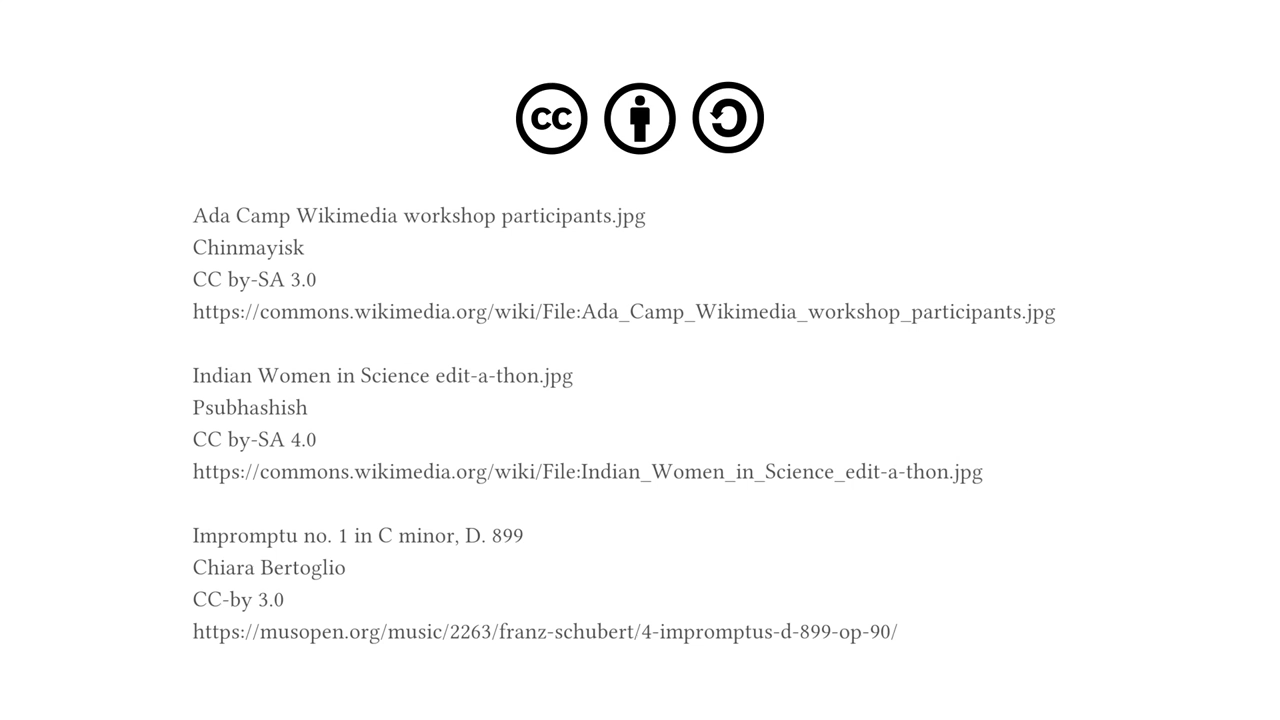 cc
Ada Camp Wikimedia workshop participants.jpg
Chinmayisk
CC by-SA 3.0
https://commons.wikimedia.org/wiki/File:Ada_Camp_Wikimedia_workshop_participants.jpg
Indian Women in Science edit-a-thon.jpg
Psubhashish
CC by-SA 4.0
https://commons.wikimedia.org/wiki/File:Indian_Women_in_Science_edit-a-thon.jpg
Impromptu no. 1 in C minor, D. 899
Chiara Bertoglio
CC-by 3.0
https://musopen.org/music/2263/franz-schubert/4-impromptus-d-899-op-90/